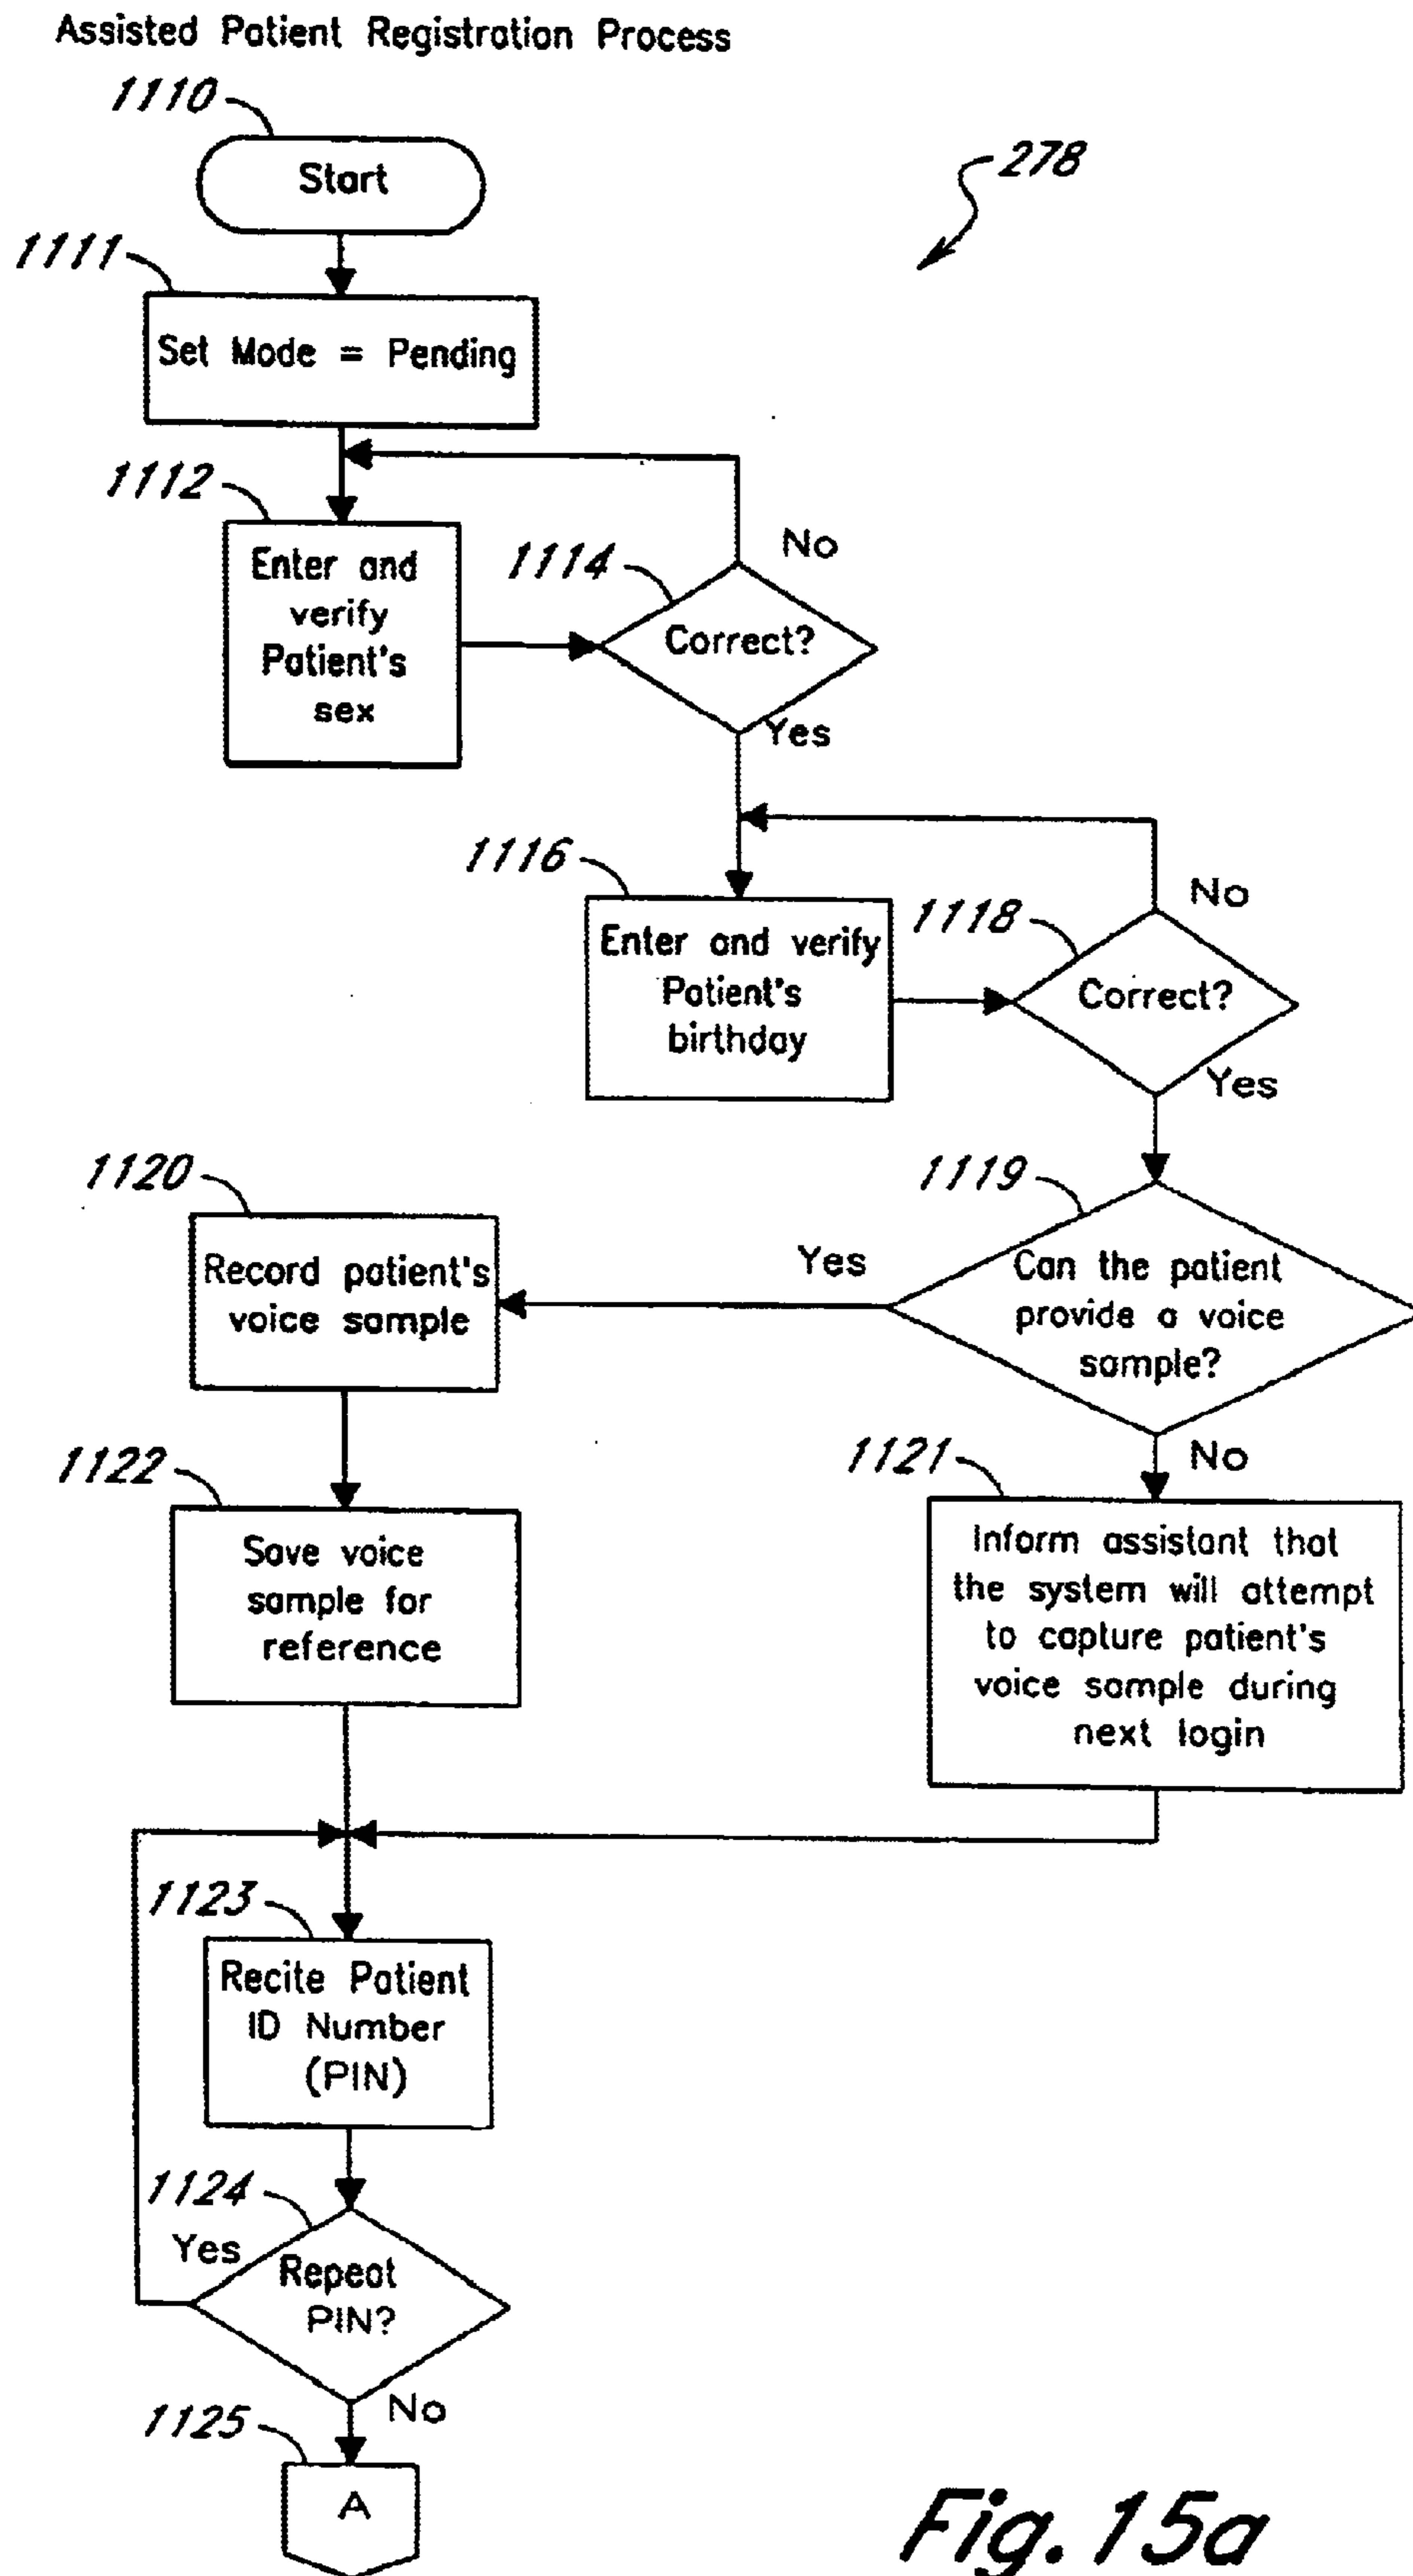 Assisted Patient Registration Process
1110
Start
278
1111
Set Mode = Pending
1112
Enter and
verify
Patient's
sex
1114
No
Correct?
Yes
1116
Enter and verify
Patient's
birthday
1118
No
Correct?
Yes
1119
Can the patient
provide a voice
sample?
Yes
No
1120
Record patient's
voice sample
1122
Save voice
sample for
reference
1121
Inform assistant that
the system will attempt
to capture patient's
voice sample during
next login
1123
Recite Patient
ID Number
(PIN)
1124
Yes
Repeat
PIN?
No
1125
A
Fig. 15a